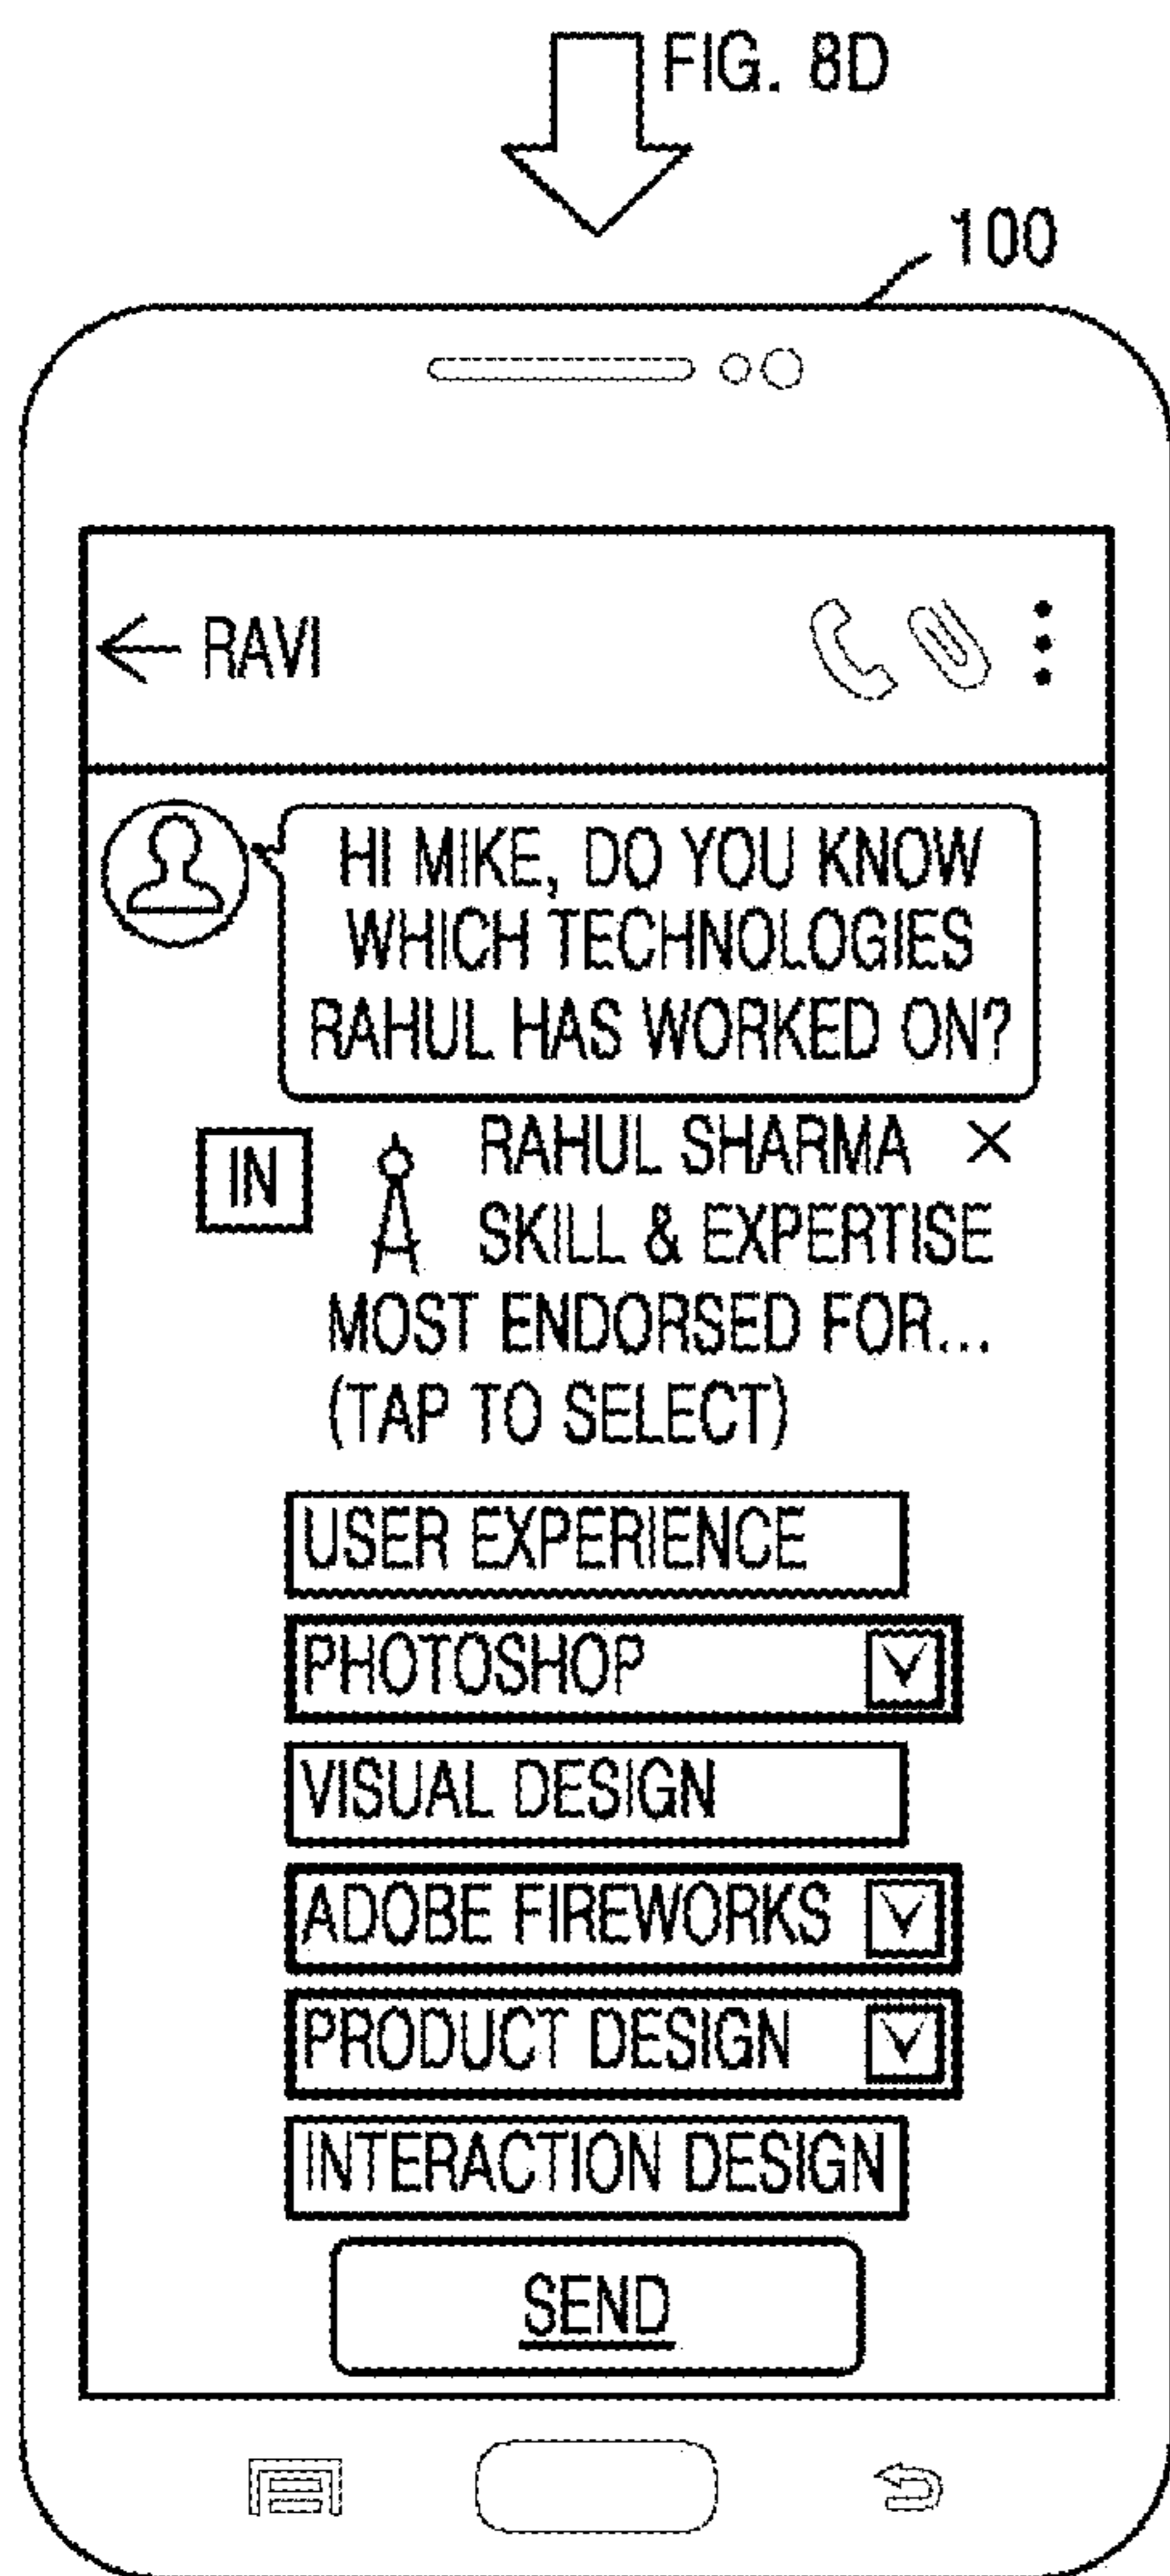 FIG. 8D
100
RAVI
HI MIKE, DO YOU KNOW
WHICH TECHNOLOGIES
RAHUL HAS WORKED ON?
IN
RAHUL SHARMA ×
SKILL & EXPERTISE
MOST ENDORSED FOR...
(TAP TO SELECT)
USER EXPERIENCE
PHOTOSHOP
VISUAL DESIGN
ADOBE FIREWORKS
PRODUCT DESIGN
INTERACTION DESIGN
SEND